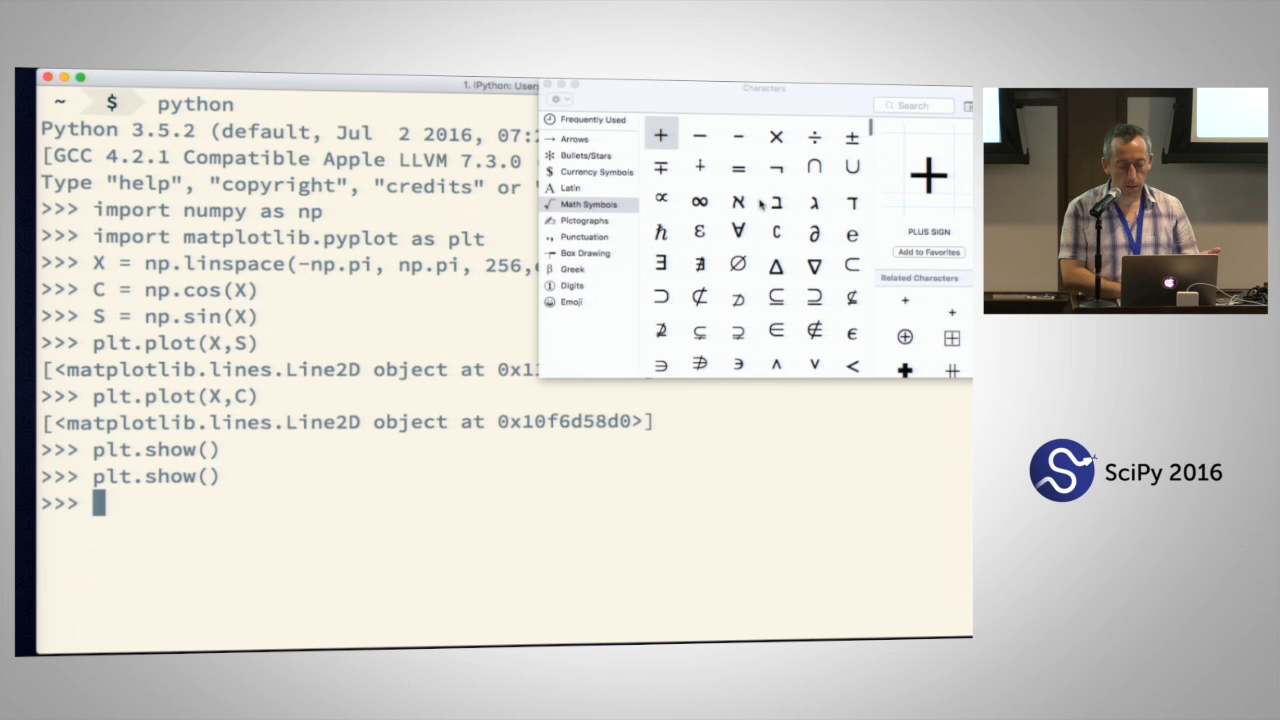 1. IPython: User
~ $ python
Python 3.5.2 (default, Jul 2 2016, 07:
[GCC 4.2.1 Compatible Apple LLVM 7.3.0
Type "help", "copyright", "credits" or
>>> import numpy as np
>>> import matplotlib.pyplot as plt
>>> X = np.linspace(-np.pi, np.pi, 256,
>>> C = np.cos(X)
>>> S = np.sin(X)
>>> plt.plot(X,S)
[<matplotlib.lines.Line2D object at 0x1
>>> plt.plot(X,C)
[<matplotlib.lines.Line2D object at 0x10f6d58d0>]
>>> plt.show()
>>> plt.show()
>>>
Characters
Search
Frequently Used
Arrows
Bullets/Stars
$ Currency Symbols
A Latin
√ Math Symbols
Pictographs
Punctuation
Box Drawing
Greek
Digits
Emoji
+ − - × ÷ ±
∓ ∔ = ¬ ∩ ∪
∝ ∞ ℵ ℶ ℷ ℸ
ℏ ℇ ∀ ∁ ∂ ℮
∃ ∄ ∅ ∆ ∇ ⊂
⊃ ⊄ ⊅ ⊆ ⊇ ⊈
⊉ ⊊ ⊋ ∈ ∉ ϵ
∋ ∌ ∍ ∧ ∨ <
+
PLUS SIGN
Add to Favorites
Related Characters
SciPy 2016